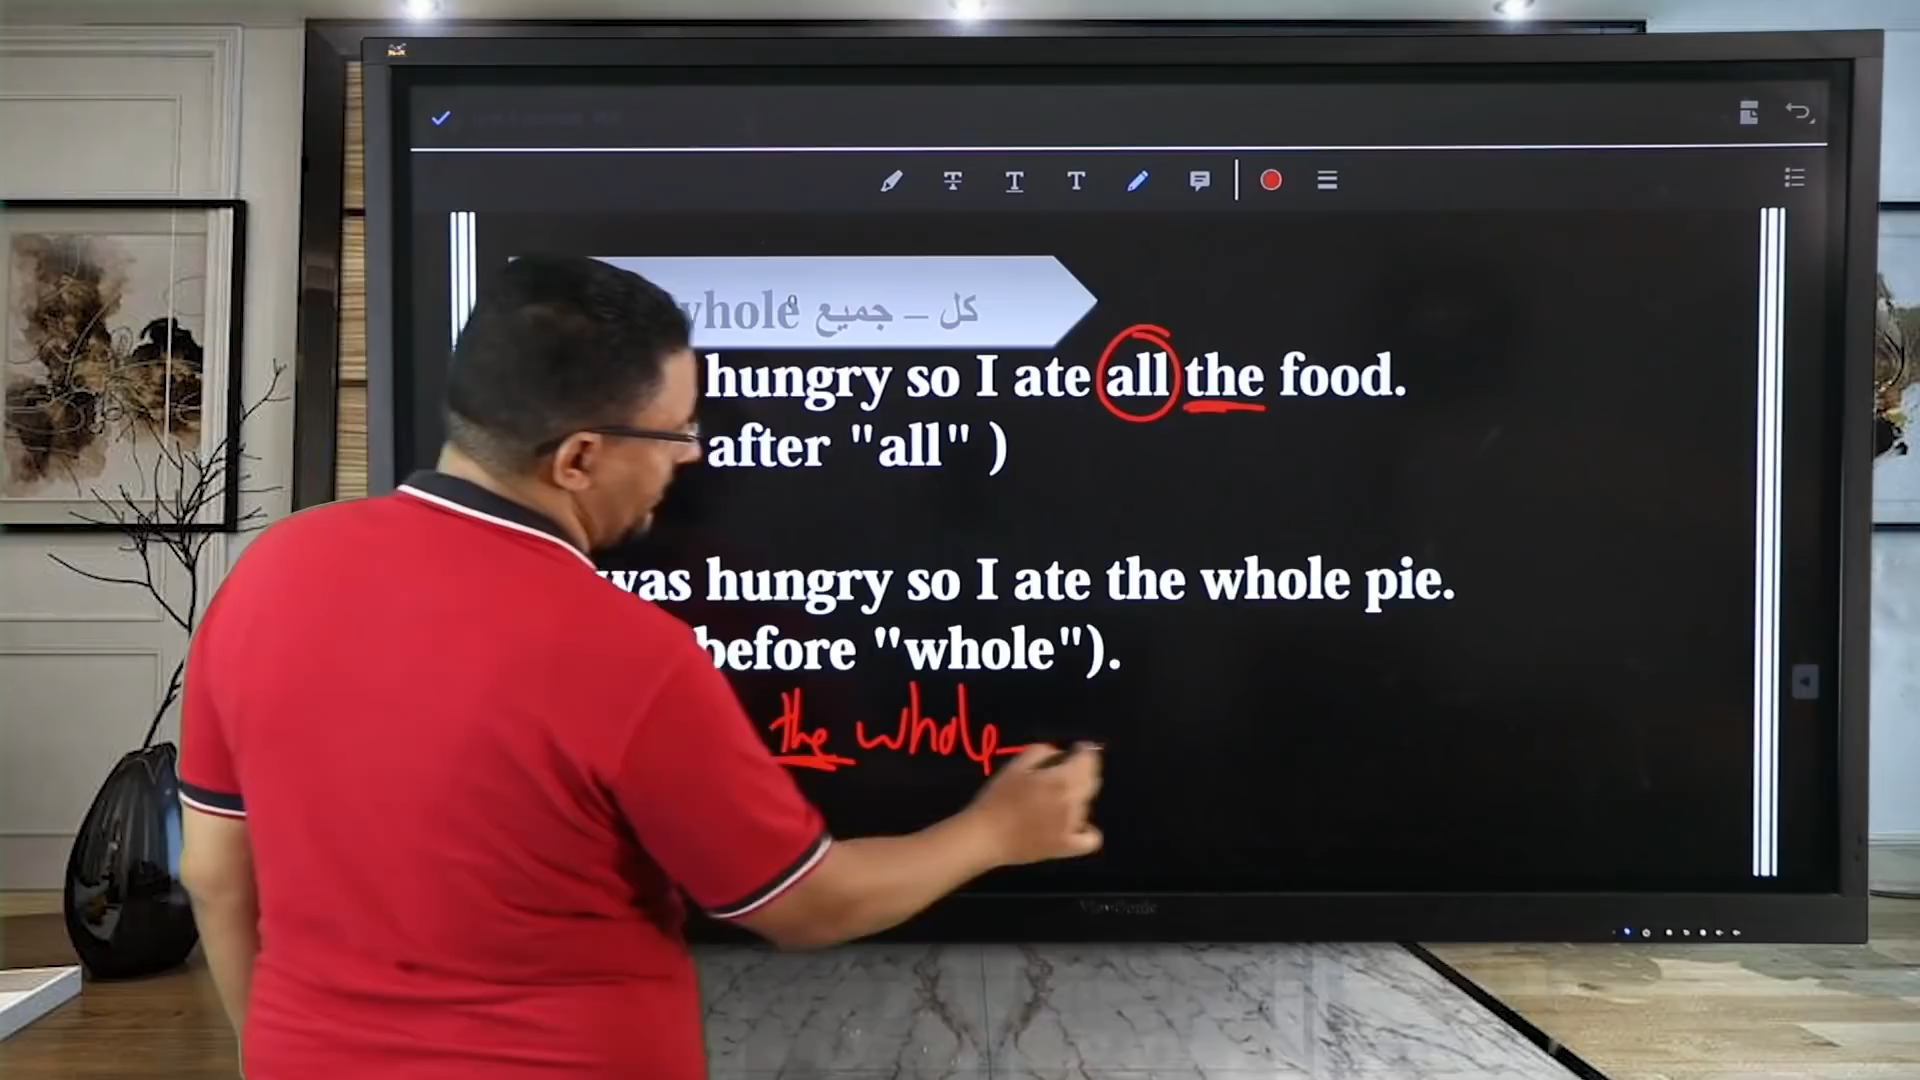 whole كل – جميع
hungry so I ate all the food.
after "all" )
was hungry so I ate the whole pie.
before "whole").
the whole
ViewSonic